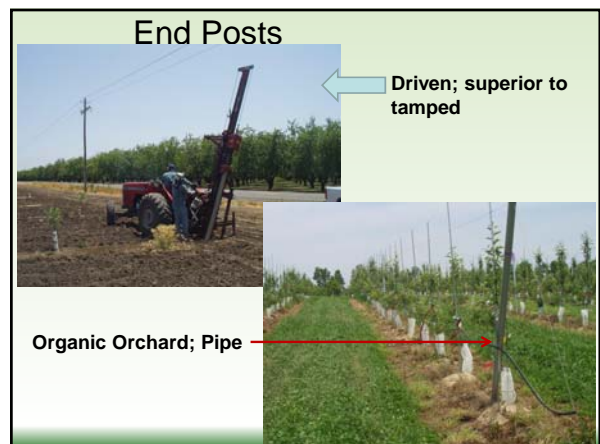 End Posts
Driven; superior to
tamped
Organic Orchard; Pipe